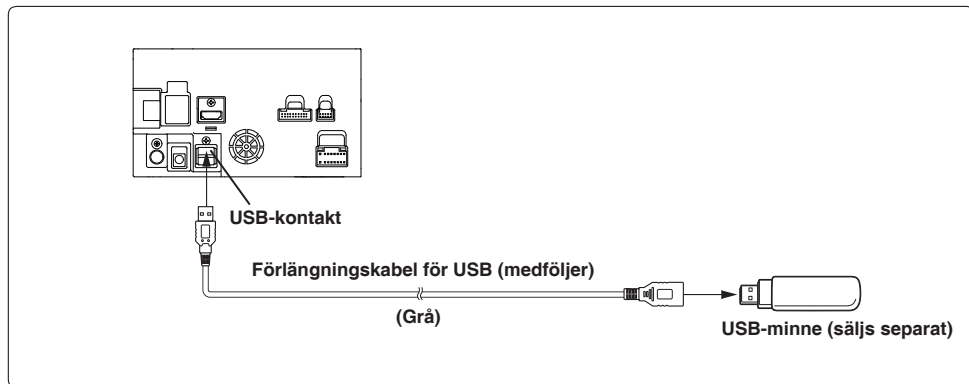 USB-kontakt
Förlängningskabel för USB (medföljer)
(Grå)
USB-minne (säljs separat)